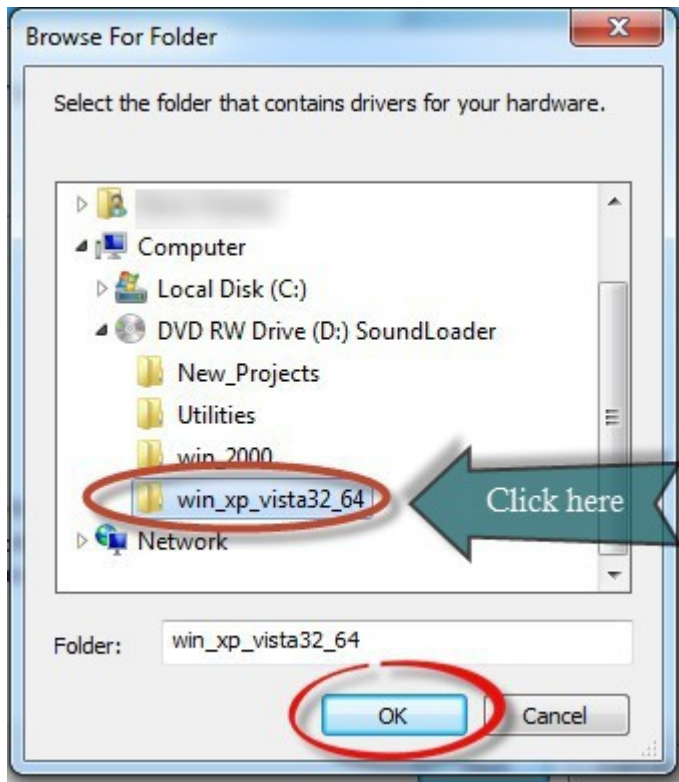 Browse For Folder
Select the folder that contains drivers for your hardware.
Computer
Local Disk (C:)
DVD RW Drive (D:) SoundLoader
New_Projects
Utilities
win_2000
win_xp_vista32_64
Click here
Network
Folder: win_xp_vista32_64
OK Cancel